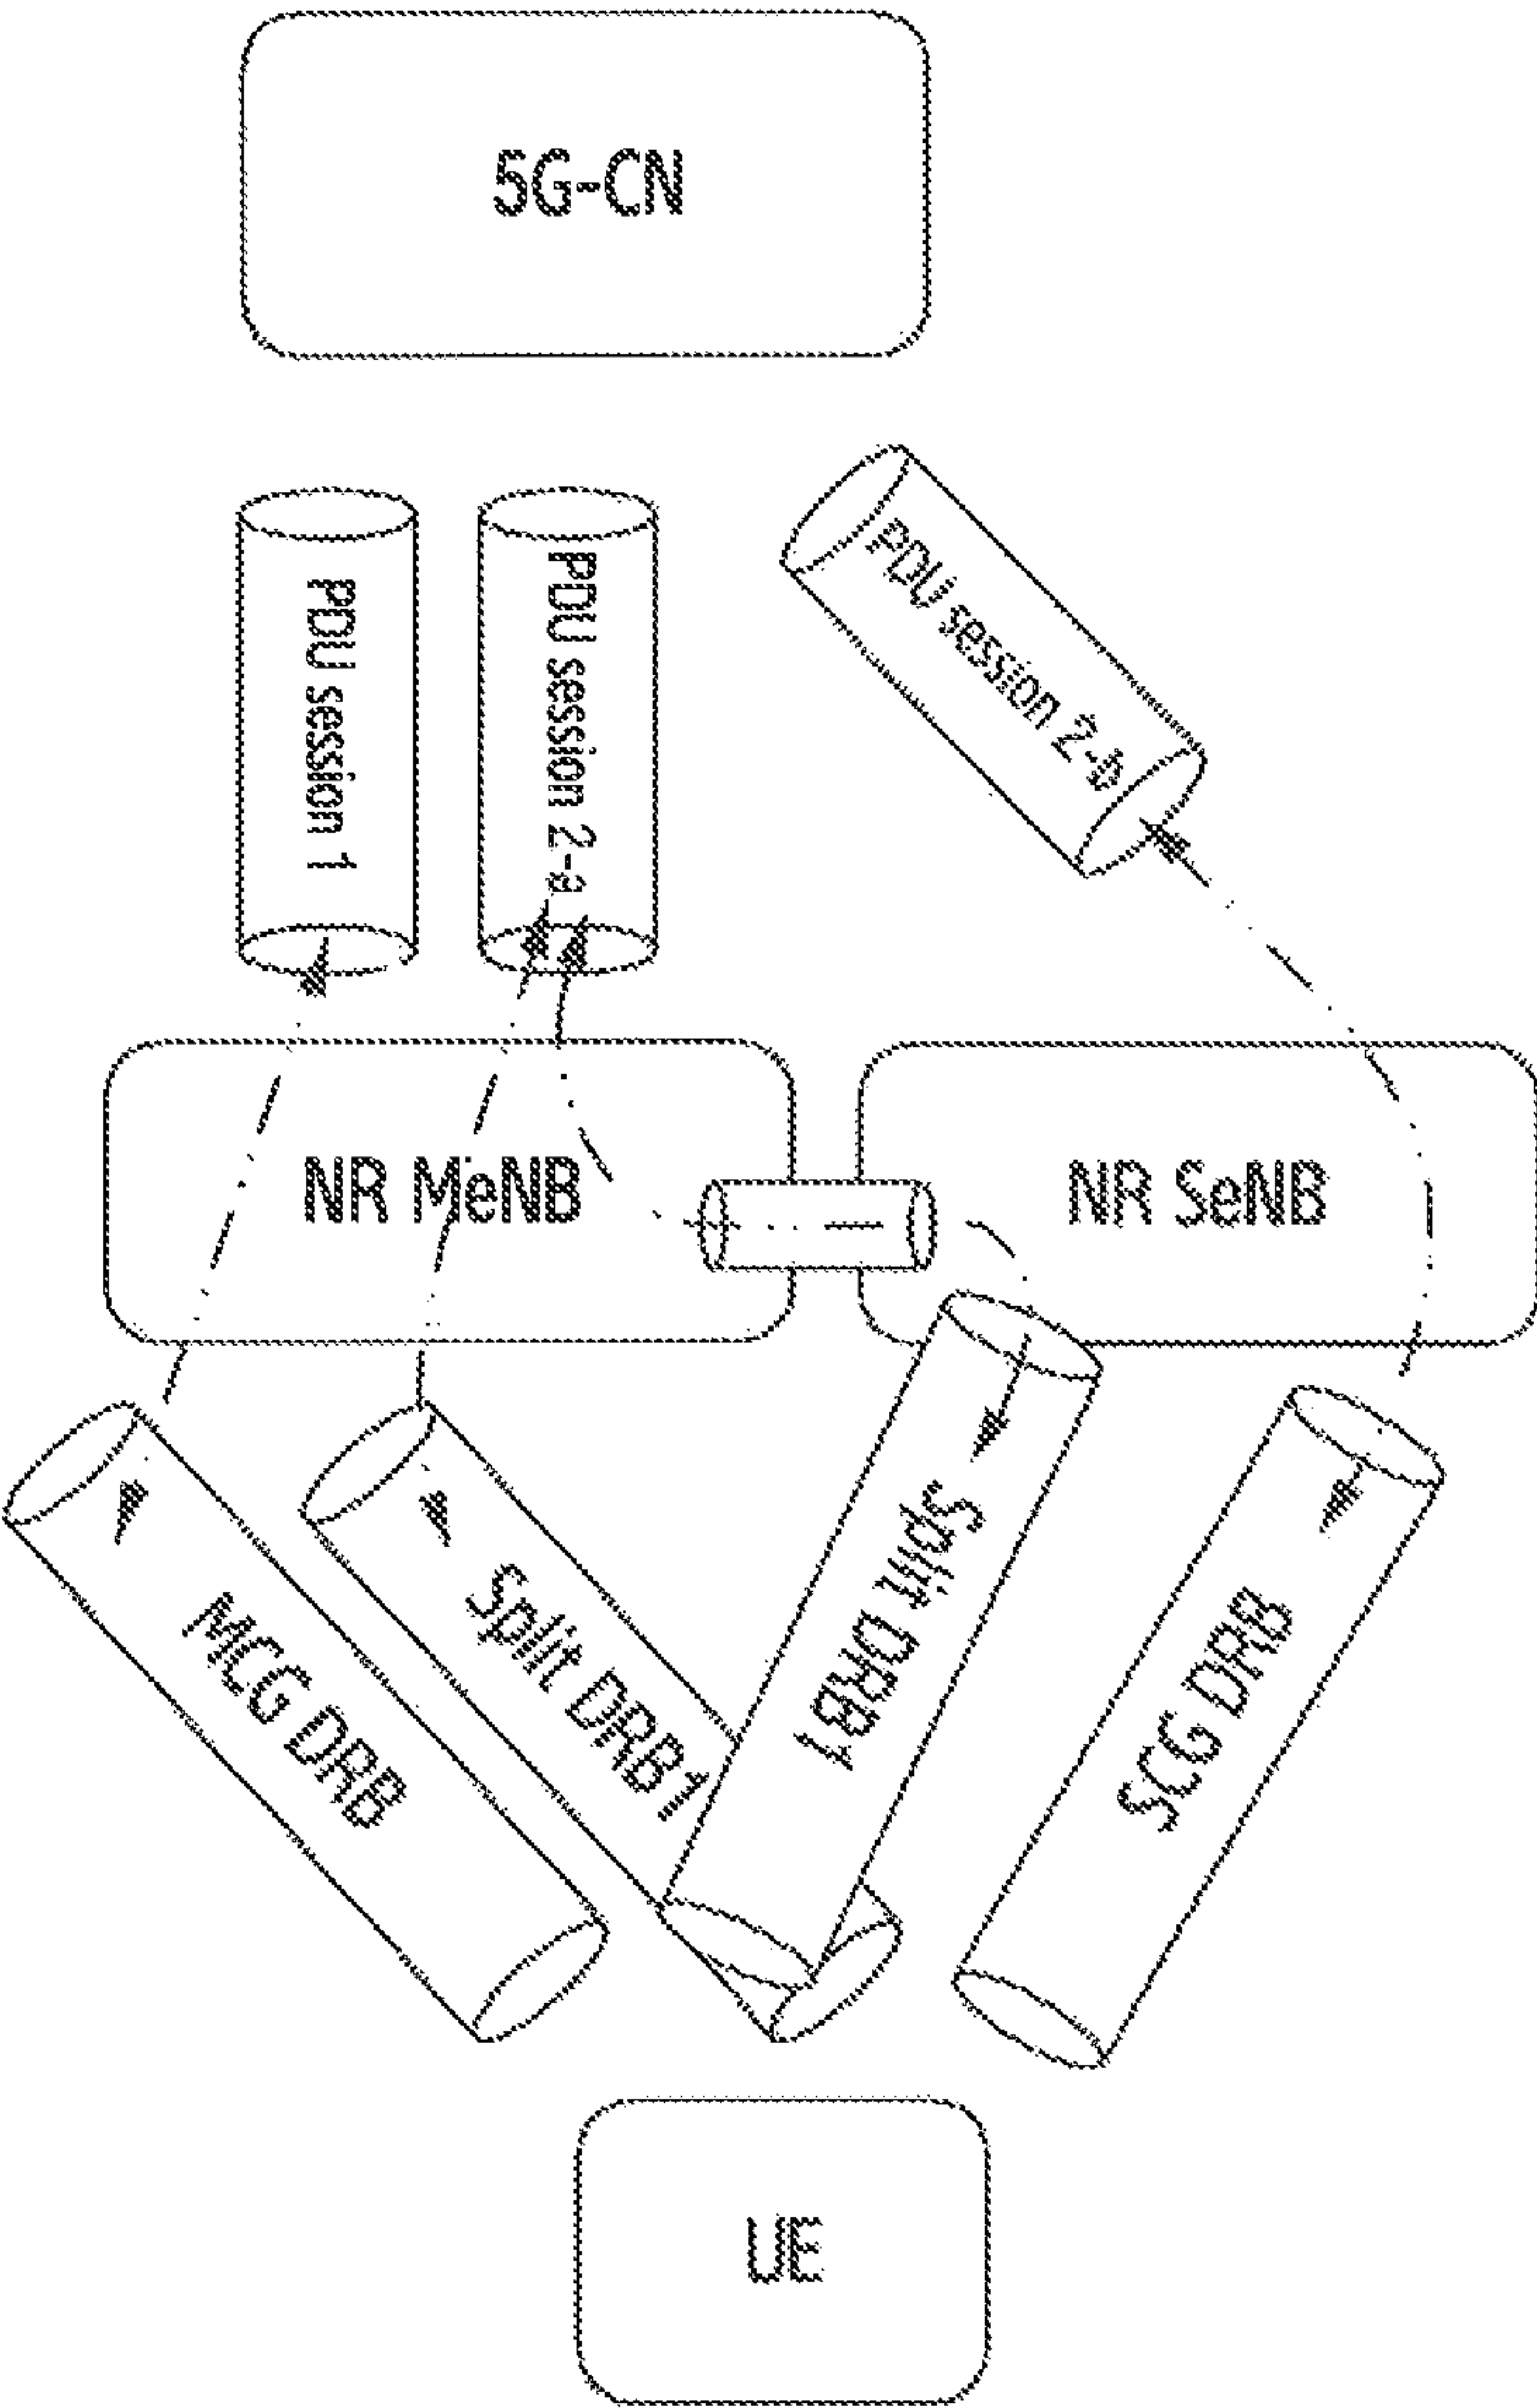 5G-CN
PDU session 1
PDU session 2-a
PDU session 2-b
NR MeNB
NR SeNB
MCG DRB
Split DRB1
Split DRB1
SCG DRB
UE